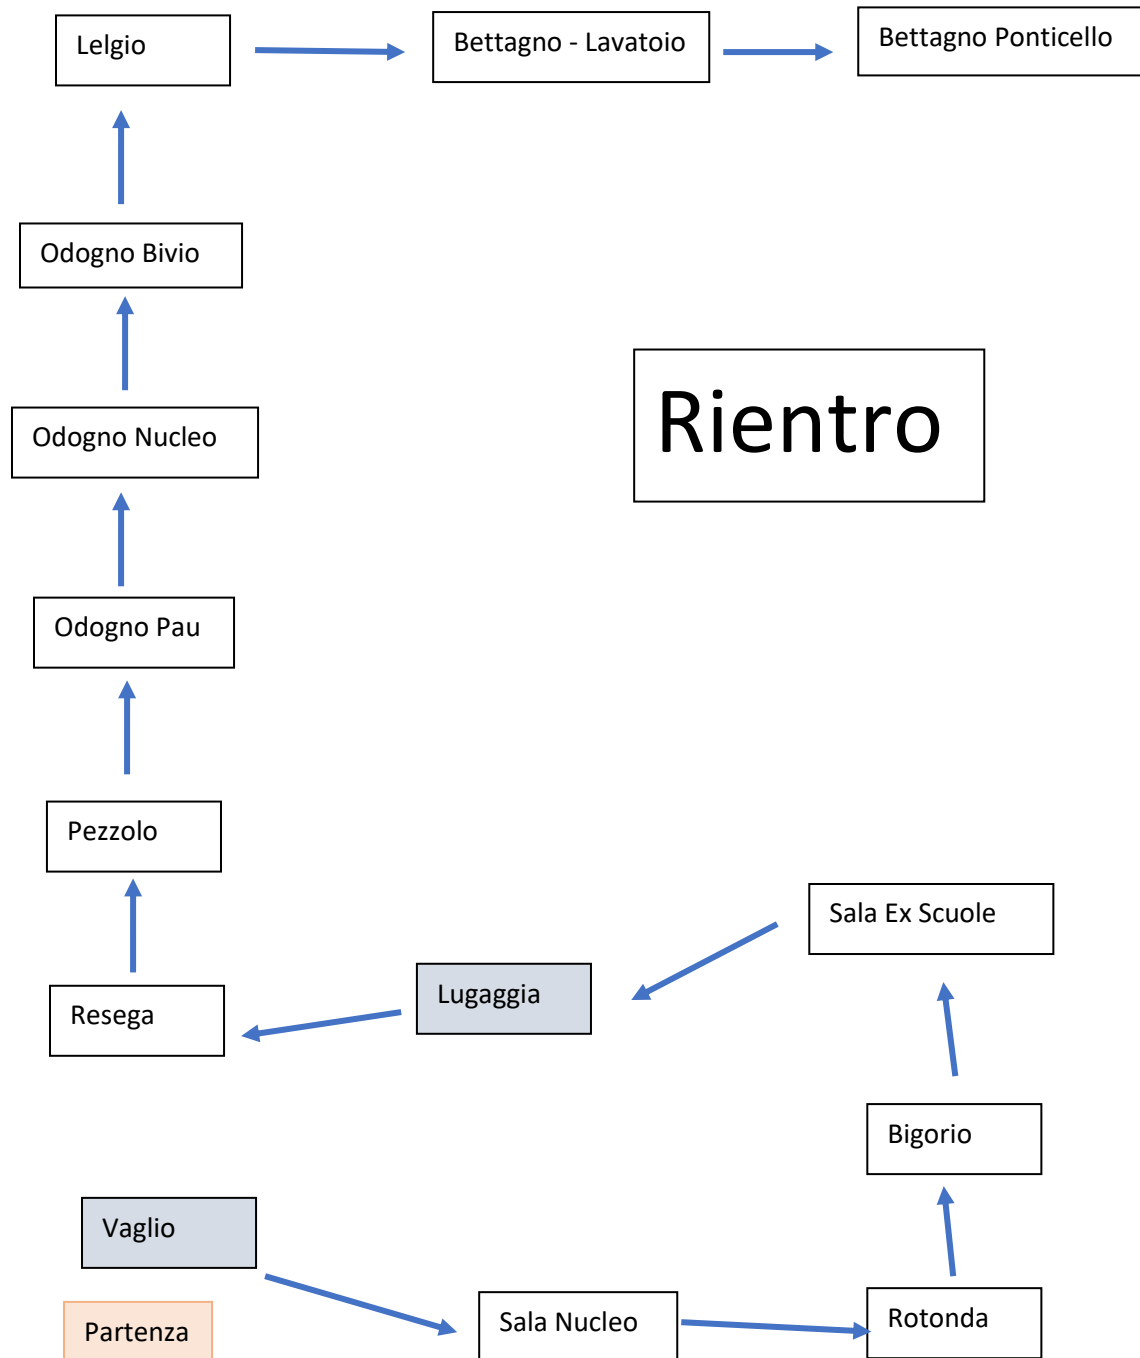 Lelgio
Bettagno - Lavatoio
Bettagno Ponticello
Odogno Bivio
Rientro
Odogno Nucleo
Odogno Pau
Pezzolo
Sala Ex Scuole
Lugaggia
Resega
Bigorio
Vaglio
Partenza
Sala Nucleo
Rotonda